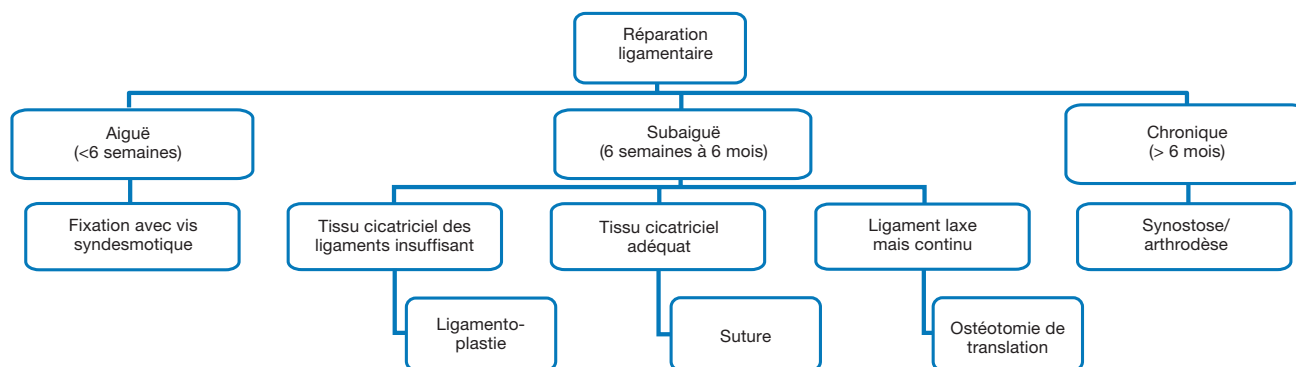 Réparation
ligamentaire
Aiguë
(<6 semaines)
Subaiguë
(6 semaines à 6 mois)
Chronique
(> 6 mois)
Fixation avec vis
syndesmotique
Tissu cicatriciel des
ligaments insuffisant
Tissu cicatriciel
adéquat
Ligament laxe
mais continu
Synostose/
arthrodèse
Ligamento-
plastie
Suture
Ostéotomie de
translation